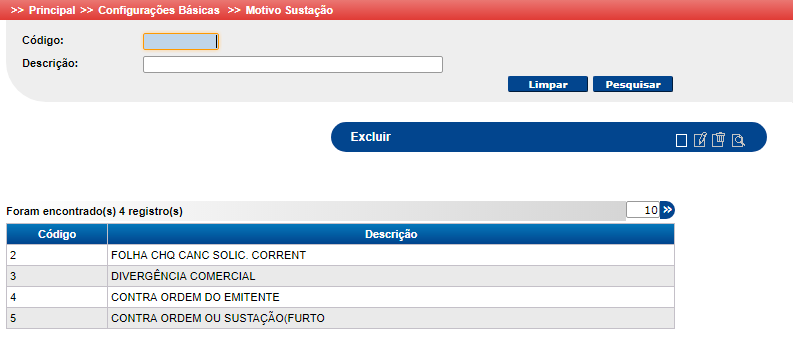 >> Principal >> Configurações Básicas >> Motivo Sustação
Código:
Descrição:
Limpar Pesquisar
Excluir
Foram encontrado(s) 4 registro(s) 10
Código Descrição
2 FOLHA CHQ CANC SOLIC. CORRENT
3 DIVERGÊNCIA COMERCIAL
4 CONTRA ORDEM DO EMITENTE
5 CONTRA ORDEM OU SUSTAÇÃO(FURTO